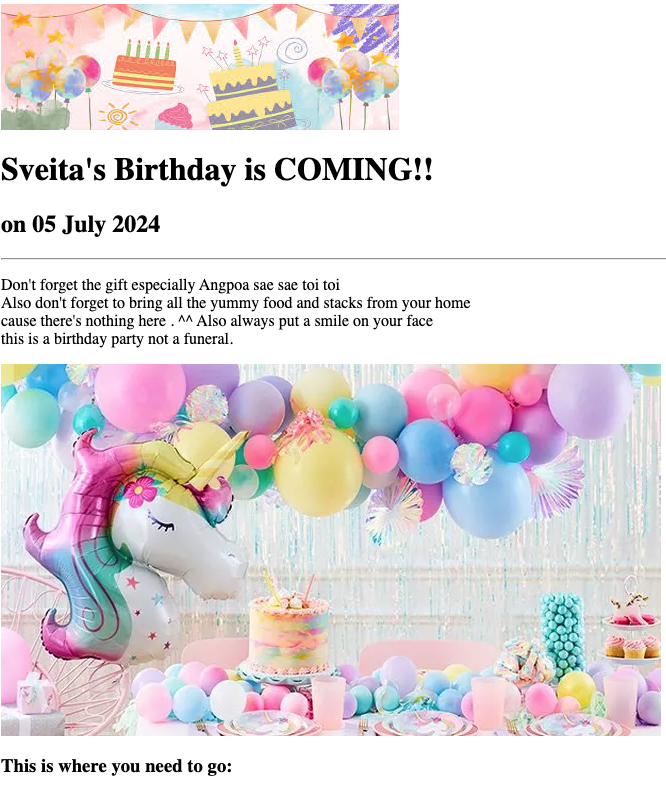 Sveita's Birthday is COMING!!
on 05 July 2024
Don't forget the gift especially Angpoa sae sae toi toi
Also don't forget to bring all the yummy food and stacks from your home
cause there's nothing here . ^^ Also always put a smile on your face
this is a birthday party not a funeral.
This is where you need to go: